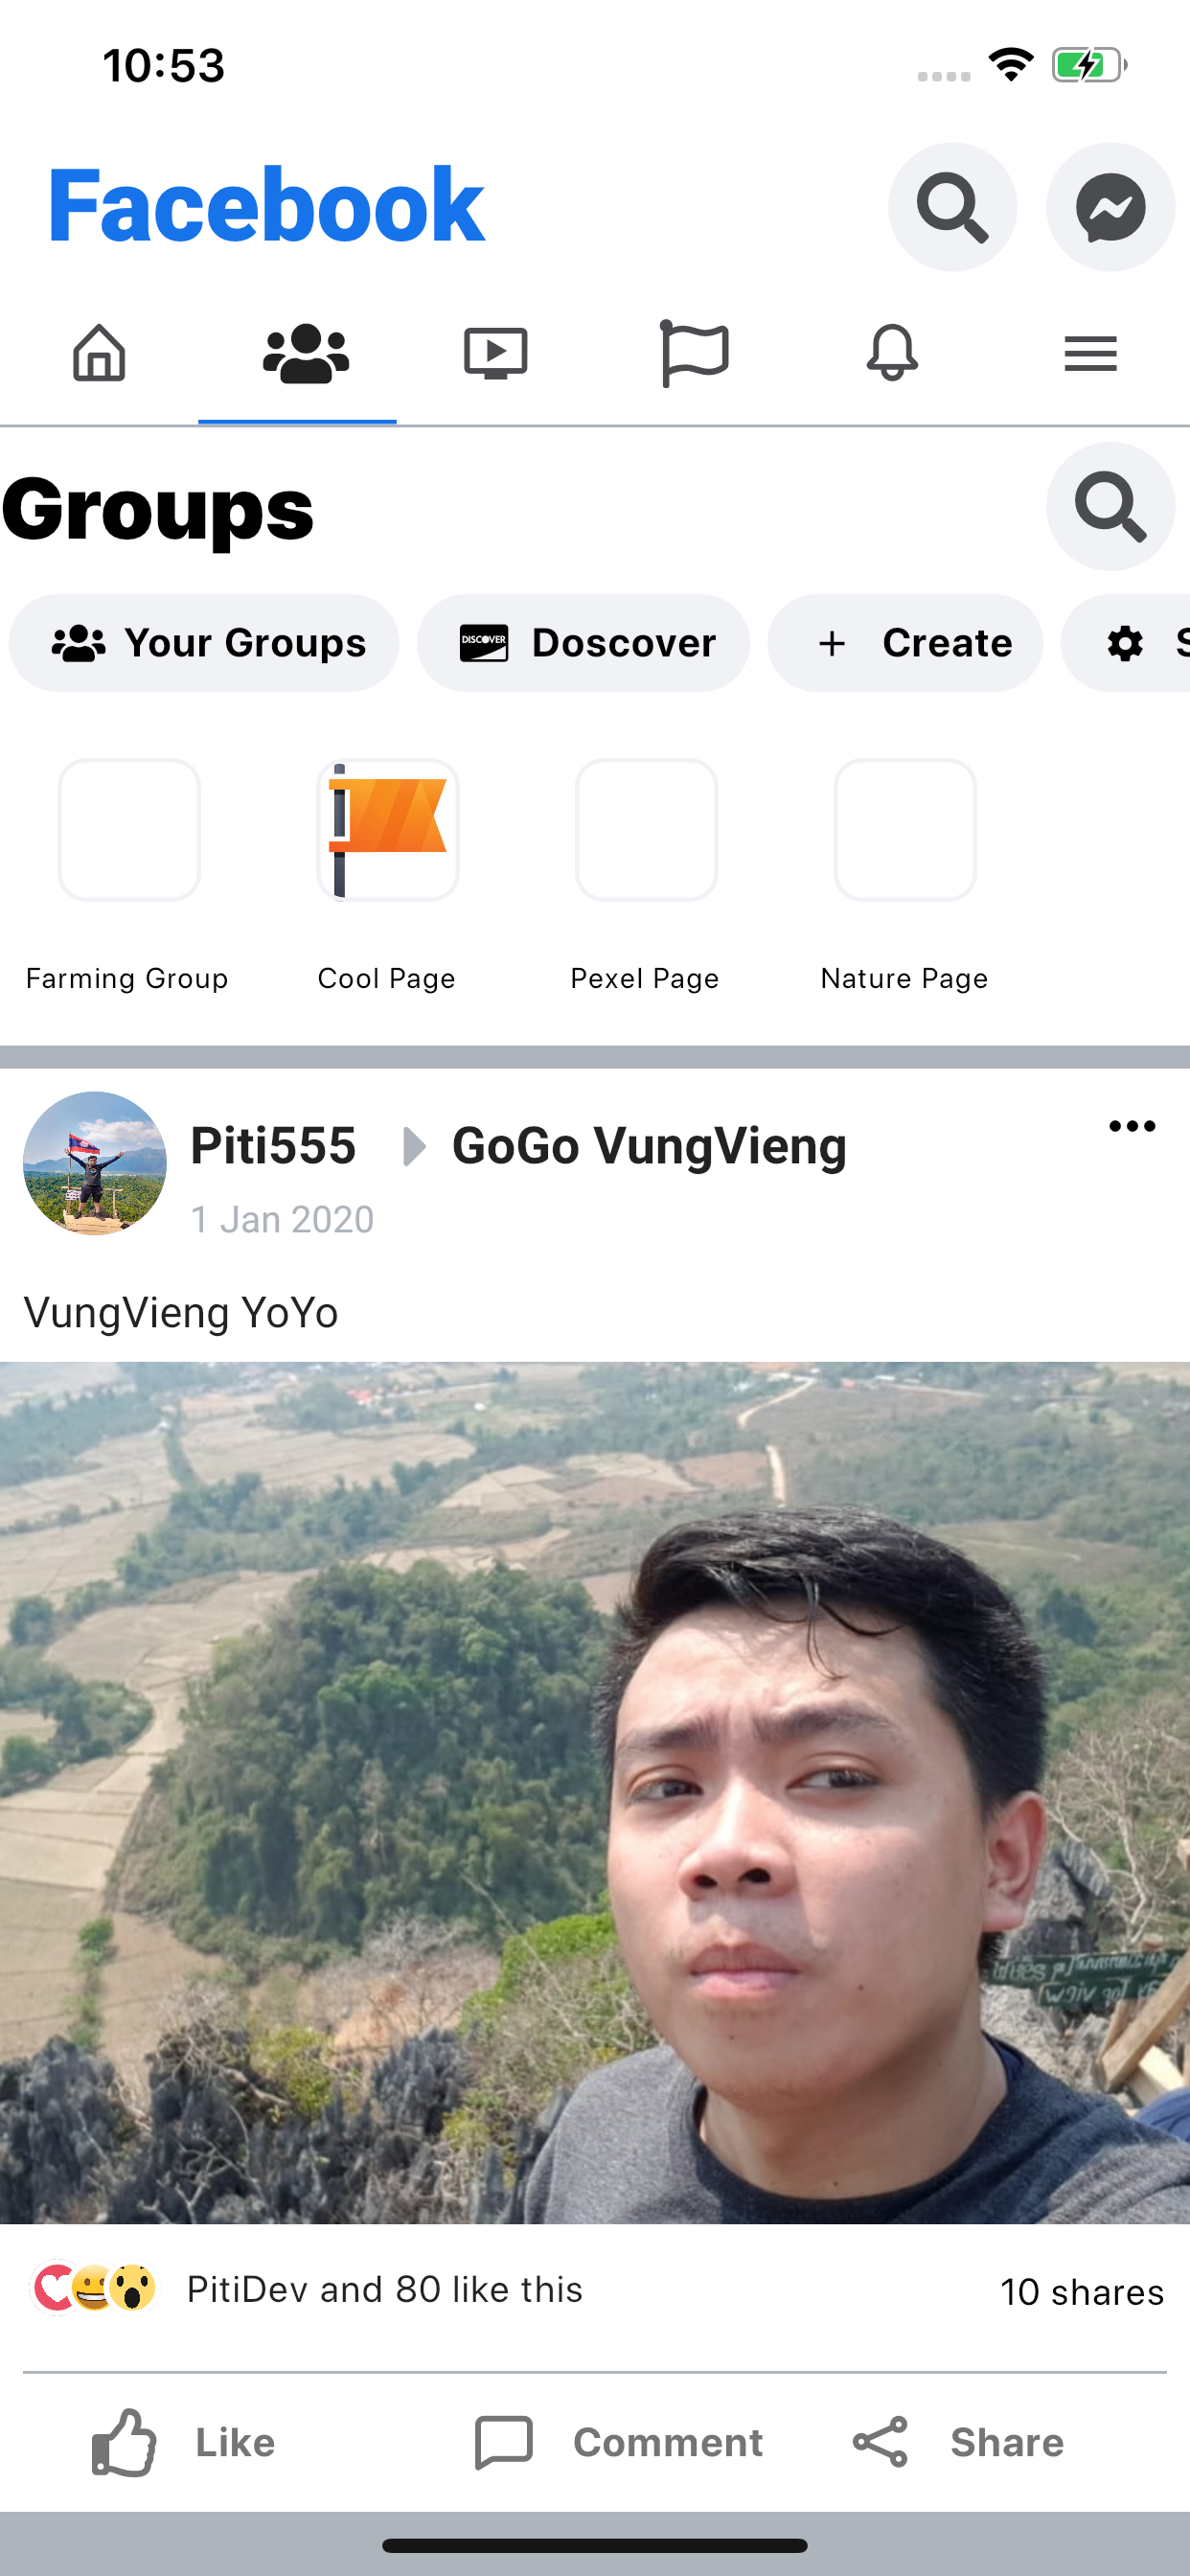 10:53
Facebook
Groups
Your Groups
DISCOVER
Doscover
+ Create
S
Farming Group
Cool Page
Pexel Page
Nature Page
Piti555
GoGo VungVieng
1 Jan 2020
VungVieng YoYo
PitiDev and 80 like this
10 shares
Like
Comment
Share